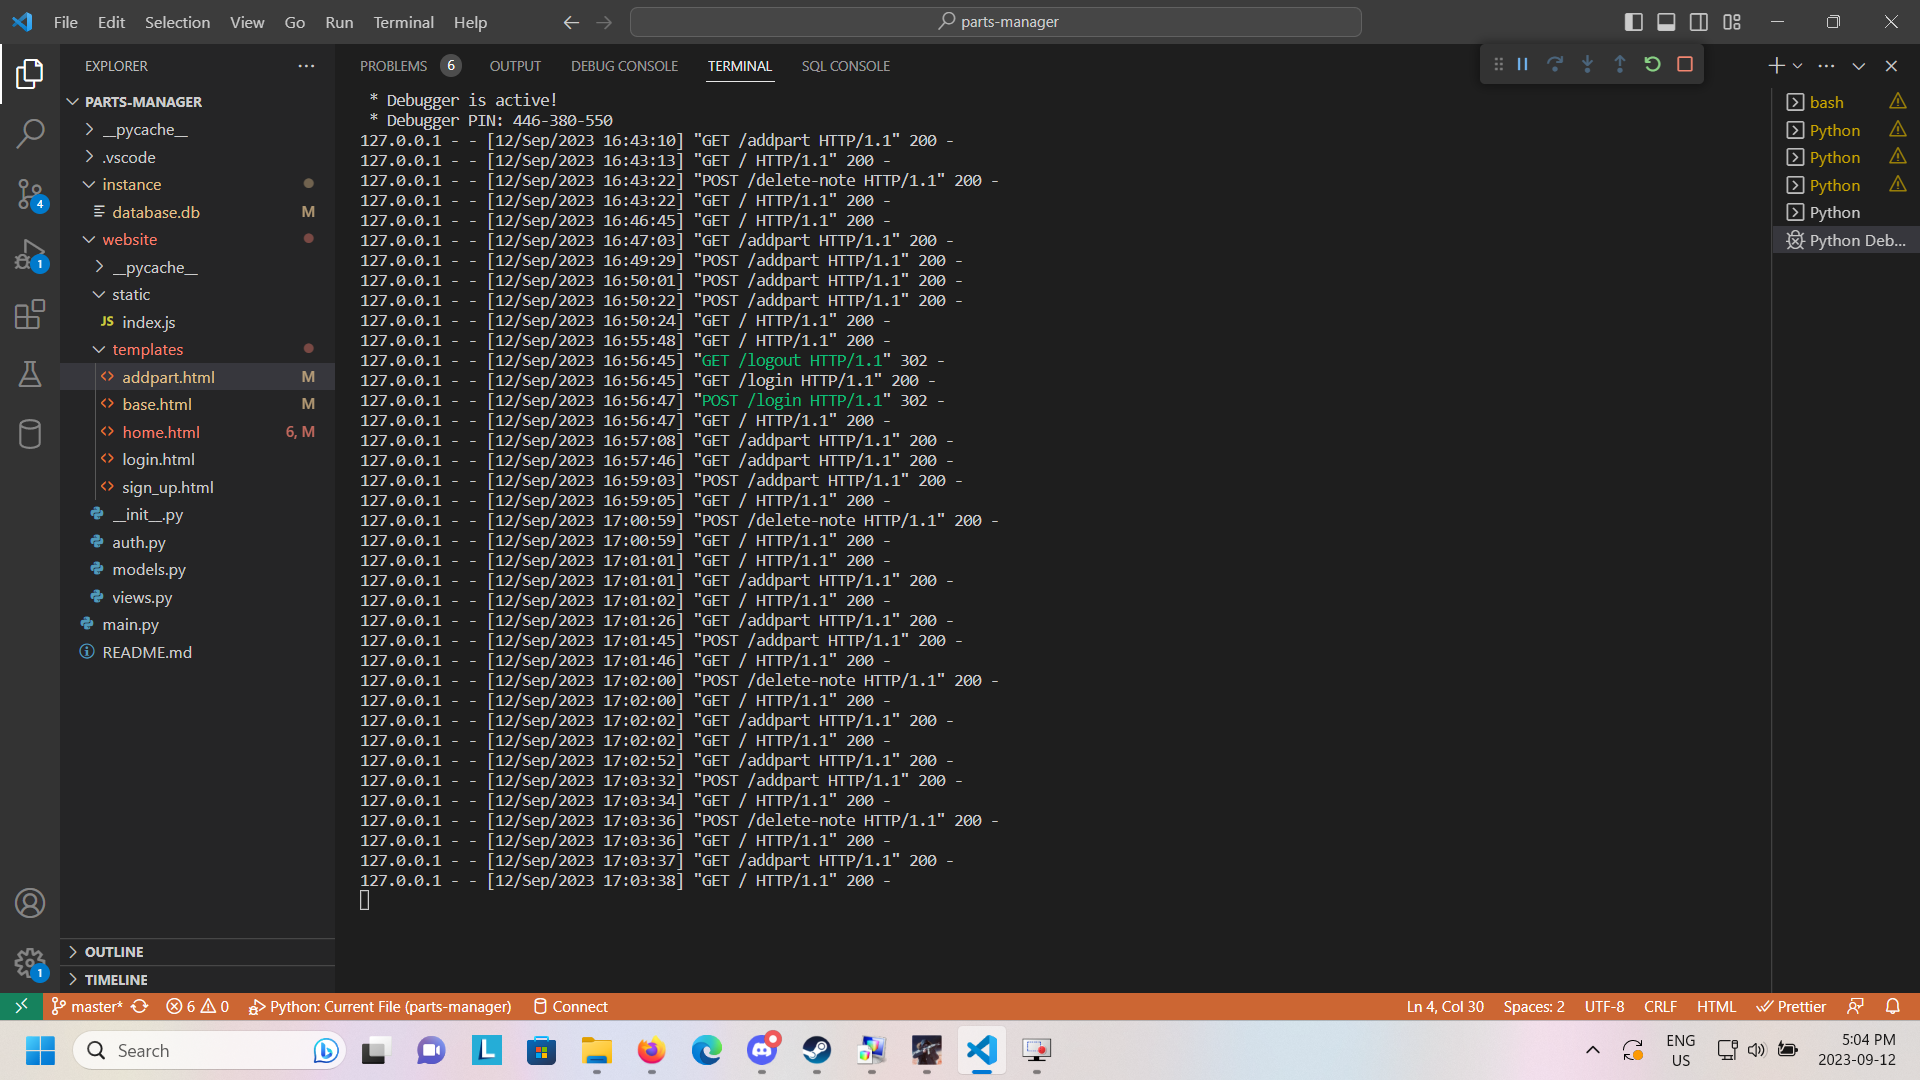 File Edit Selection View Go Run Terminal Help
parts-manager
EXPLORER
PARTS-MANAGER
__pycache__
.vscode
instance
database.db M
website
__pycache__
static
JS index.js
templates
addpart.html M
base.html M
home.html 6, M
login.html
sign_up.html
__init__.py
auth.py
models.py
views.py
main.py
README.md
OUTLINE
TIMELINE
4
1
1
PROBLEMS 6 OUTPUT DEBUG CONSOLE TERMINAL SQL CONSOLE
* Debugger is active!
* Debugger PIN: 446-380-550
127.0.0.1 - - [12/Sep/2023 16:43:10] "GET /addpart HTTP/1.1" 200 -
127.0.0.1 - - [12/Sep/2023 16:43:13] "GET / HTTP/1.1" 200 -
127.0.0.1 - - [12/Sep/2023 16:43:22] "POST /delete-note HTTP/1.1" 200 -
127.0.0.1 - - [12/Sep/2023 16:43:22] "GET / HTTP/1.1" 200 -
127.0.0.1 - - [12/Sep/2023 16:46:45] "GET / HTTP/1.1" 200 -
127.0.0.1 - - [12/Sep/2023 16:47:03] "GET /addpart HTTP/1.1" 200 -
127.0.0.1 - - [12/Sep/2023 16:49:29] "POST /addpart HTTP/1.1" 200 -
127.0.0.1 - - [12/Sep/2023 16:50:01] "POST /addpart HTTP/1.1" 200 -
127.0.0.1 - - [12/Sep/2023 16:50:22] "POST /addpart HTTP/1.1" 200 -
127.0.0.1 - - [12/Sep/2023 16:50:24] "GET / HTTP/1.1" 200 -
127.0.0.1 - - [12/Sep/2023 16:55:48] "GET / HTTP/1.1" 200 -
127.0.0.1 - - [12/Sep/2023 16:56:45] "GET /logout HTTP/1.1" 302 -
127.0.0.1 - - [12/Sep/2023 16:56:45] "GET /login HTTP/1.1" 200 -
127.0.0.1 - - [12/Sep/2023 16:56:47] "POST /login HTTP/1.1" 302 -
127.0.0.1 - - [12/Sep/2023 16:56:47] "GET / HTTP/1.1" 200 -
127.0.0.1 - - [12/Sep/2023 16:57:08] "GET /addpart HTTP/1.1" 200 -
127.0.0.1 - - [12/Sep/2023 16:57:46] "GET /addpart HTTP/1.1" 200 -
127.0.0.1 - - [12/Sep/2023 16:59:03] "POST /addpart HTTP/1.1" 200 -
127.0.0.1 - - [12/Sep/2023 16:59:05] "GET / HTTP/1.1" 200 -
127.0.0.1 - - [12/Sep/2023 17:00:59] "POST /delete-note HTTP/1.1" 200 -
127.0.0.1 - - [12/Sep/2023 17:00:59] "GET / HTTP/1.1" 200 -
127.0.0.1 - - [12/Sep/2023 17:01:01] "GET / HTTP/1.1" 200 -
127.0.0.1 - - [12/Sep/2023 17:01:01] "GET /addpart HTTP/1.1" 200 -
127.0.0.1 - - [12/Sep/2023 17:01:02] "GET / HTTP/1.1" 200 -
127.0.0.1 - - [12/Sep/2023 17:01:26] "GET /addpart HTTP/1.1" 200 -
127.0.0.1 - - [12/Sep/2023 17:01:45] "POST /addpart HTTP/1.1" 200 -
127.0.0.1 - - [12/Sep/2023 17:01:46] "GET / HTTP/1.1" 200 -
127.0.0.1 - - [12/Sep/2023 17:02:00] "POST /delete-note HTTP/1.1" 200 -
127.0.0.1 - - [12/Sep/2023 17:02:00] "GET / HTTP/1.1" 200 -
127.0.0.1 - - [12/Sep/2023 17:02:02] "GET /addpart HTTP/1.1" 200 -
127.0.0.1 - - [12/Sep/2023 17:02:02] "GET / HTTP/1.1" 200 -
127.0.0.1 - - [12/Sep/2023 17:02:52] "GET /addpart HTTP/1.1" 200 -
127.0.0.1 - - [12/Sep/2023 17:03:32] "POST /addpart HTTP/1.1" 200 -
127.0.0.1 - - [12/Sep/2023 17:03:34] "GET / HTTP/1.1" 200 -
127.0.0.1 - - [12/Sep/2023 17:03:36] "POST /delete-note HTTP/1.1" 200 -
127.0.0.1 - - [12/Sep/2023 17:03:36] "GET / HTTP/1.1" 200 -
127.0.0.1 - - [12/Sep/2023 17:03:37] "GET /addpart HTTP/1.1" 200 -
127.0.0.1 - - [12/Sep/2023 17:03:38] "GET / HTTP/1.1" 200 -
bash
Python
Python
Python
Python
Python Deb...
master* 6 0 Python: Current File (parts-manager) Connect
Ln 4, Col 30 Spaces: 2 UTF-8 CRLF HTML Prettier
Search
L
ENG
US
5:04 PM
2023-09-12